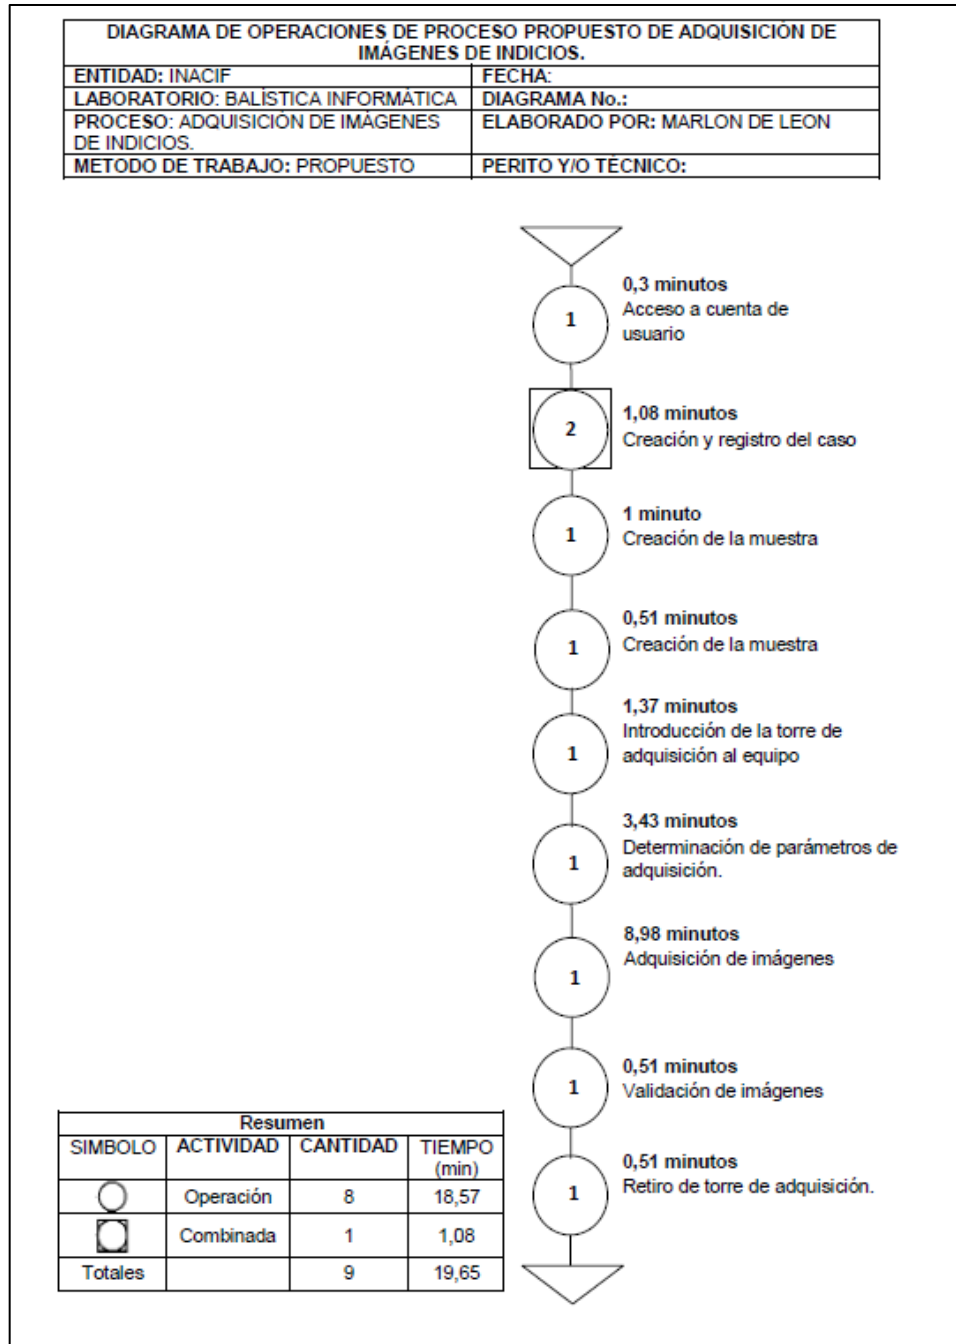 DIAGRAMA DE OPERACIONES DE PROCESO PROPUESTO DE ADQUISICIÓN DE
IMÁGENES DE INDICIOS.
ENTIDAD: INACIF
FECHA:
LABORATORIO: BALÍSTICA INFORMÁTICA
DIAGRAMA No.:
PROCESO: ADQUISICIÓN DE IMÁGENES
DE INDICIOS.
ELABORADO POR: MARLON DE LEON
METODO DE TRABAJO: PROPUESTO
PERITO Y/O TÉCNICO:
0,3 minutos
1
Acceso a cuenta de
usuario
2
1,08 minutos
Creación y registro del caso
1 minuto
1
Creación de la muestra
0,51 minutos
1
Creación de la muestra
1,37 minutos
Introducción de la torre de
1
adquisición al equipo
3,43 minutos
Determinación de parámetros de
1
adquisición.
8,98 minutos
Adquisición de imágenes
1
0,51 minutos
1
Validación de imágenes
0,51 minutos
1
Retiro de torre de adquisición.
Resumen
SIMBOLO ACTIVIDAD CANTIDAD TIEMPO
(min)
Operación 8 18,57
Combinada 1 1,08
Totales 9 19,65